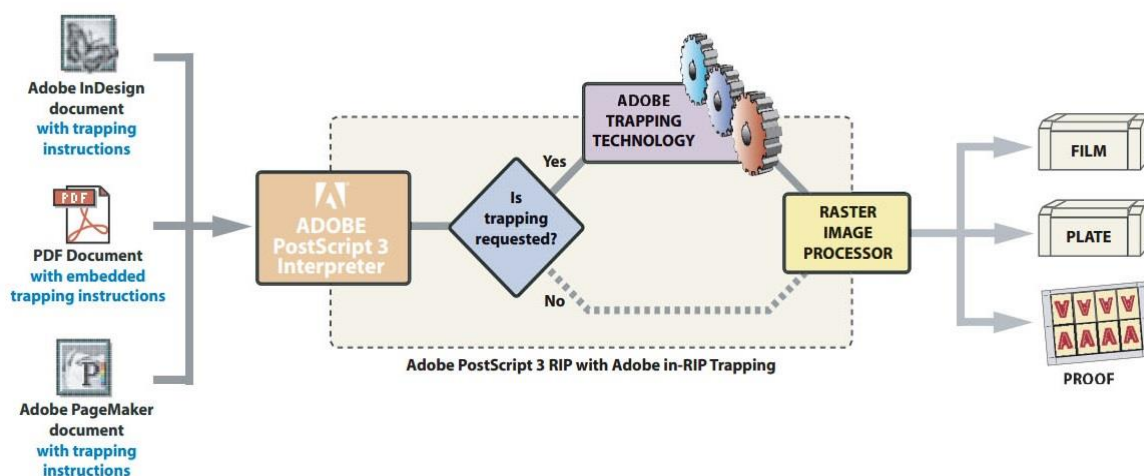 Adobe InDesign
document
with trapping
instructions
PDF
PDF Document
with embedded
trapping instructions
P
Adobe PageMaker
document
with trapping
instructions
ADOBE
PostScript 3
Interpreter
Is
trapping
requested?
Yes
No
ADOBE
TRAPPING
TECHNOLOGY
RASTER
IMAGE
PROCESSOR
Adobe PostScript 3 RIP with Adobe in-RIP Trapping
FILM
PLATE
A A A A
A A A A
PROOF